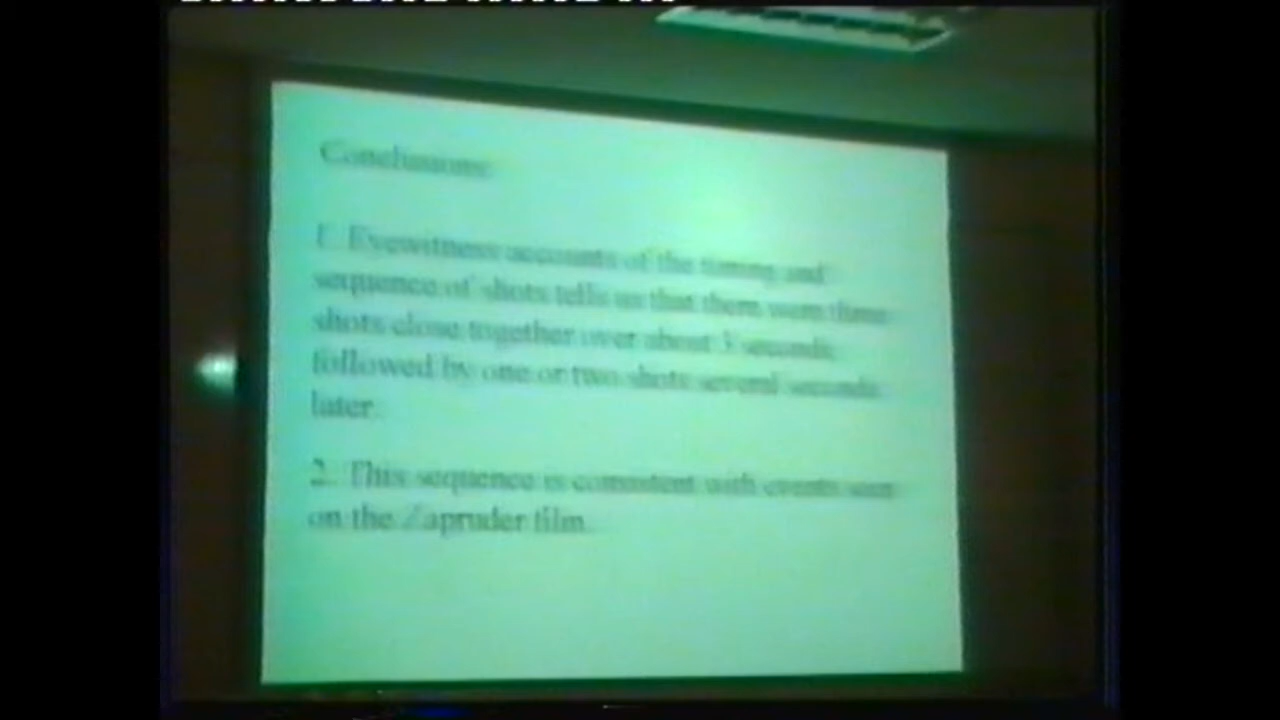 Conclusions:
1. Eyewitness accounts of the timing and
sequence of shots tells us that there were three
shots close together over about 3 seconds
followed by one or two shots several seconds
later.
2. This sequence is consistent with events seen
on the Zapruder film.